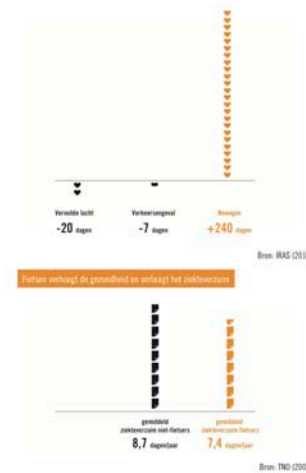 Vervuilde lucht Verkeersongeval Bewegen
-20 dagen -7 dagen +240 dagen
Bron: IRAS (201
Fietsen verhoogt de gezondheid en verlaagt het ziekteverzuim
gemiddeld gemiddeld
ziekteverzuim niet-fietsers ziekteverzuim fietsers
8,7 dagen/jaar 7,4 dagen/jaar
Bron: TNO (200